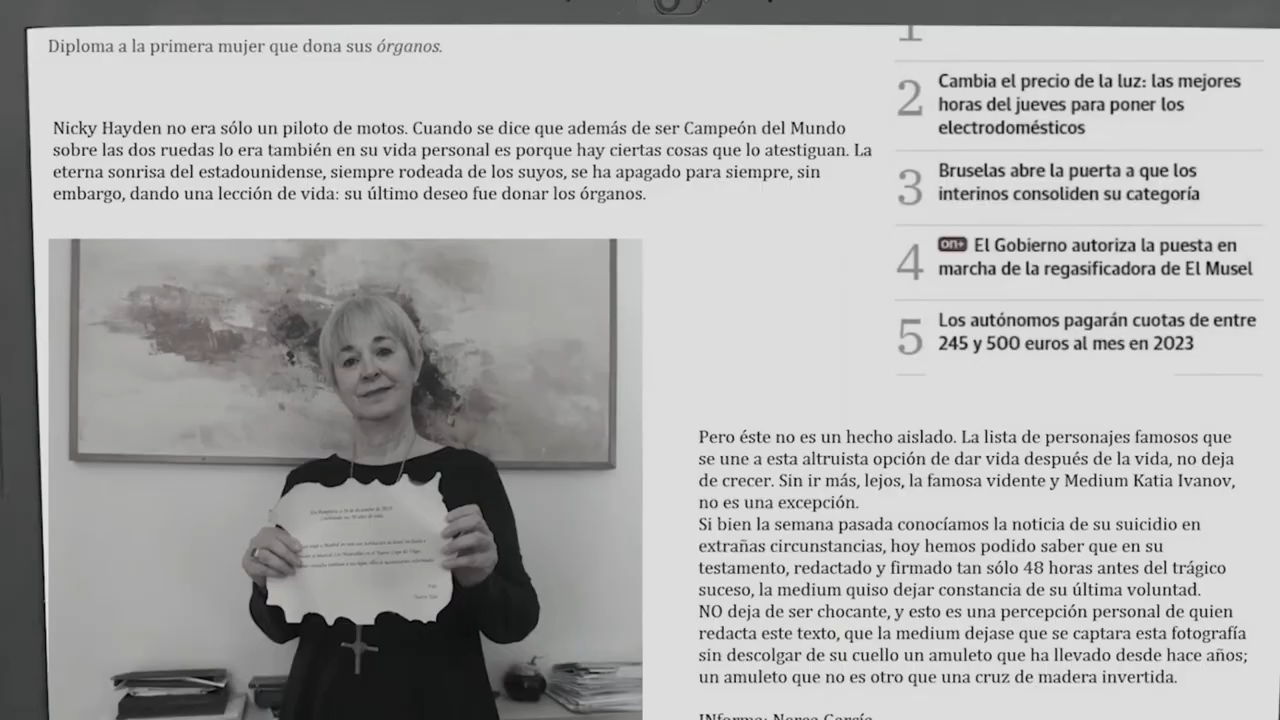 Diploma a la primera mujer que dona sus órganos.
Nicky Hayden no era sólo un piloto de motos. Cuando se dice que además de ser Campeón del Mundo
sobre las dos ruedas lo era también en su vida personal es porque hay ciertas cosas que lo atestiguan. La
eterna sonrisa del estadounidense, siempre rodeada de los suyos, se ha apagado para siempre, sin
embargo, dando una lección de vida: su último deseo fue donar los órganos.
2 Cambia el precio de la luz: las mejores
horas del jueves para poner los
electrodomésticos
3 Bruselas abre la puerta a que los
interinos consoliden su categoría
4 on+ El Gobierno autoriza la puesta en
marcha de la regasificadora de El Musel
5 Los autónomos pagarán cuotas de entre
245 y 500 euros al mes en 2023
Pero éste no es un hecho aislado. La lista de personajes famosos que
se une a esta altruista opción de dar vida después de la vida, no deja
de crecer. Sin ir más, lejos, la famosa vidente y Medium Katia Ivanov,
no es una excepción.
Si bien la semana pasada conocíamos la noticia de su suicidio en
extrañas circunstancias, hoy hemos podido saber que en su
testamento, redactado y firmado tan sólo 48 horas antes del trágico
suceso, la medium quiso dejar constancia de su última voluntad.
NO deja de ser chocante, y esto es una percepción personal de quien
redacta este texto, que la medium dejase que se captara esta fotografía
sin descolgar de su cuello un amuleto que ha llevado desde hace años;
un amuleto que no es otro que una cruz de madera invertida.